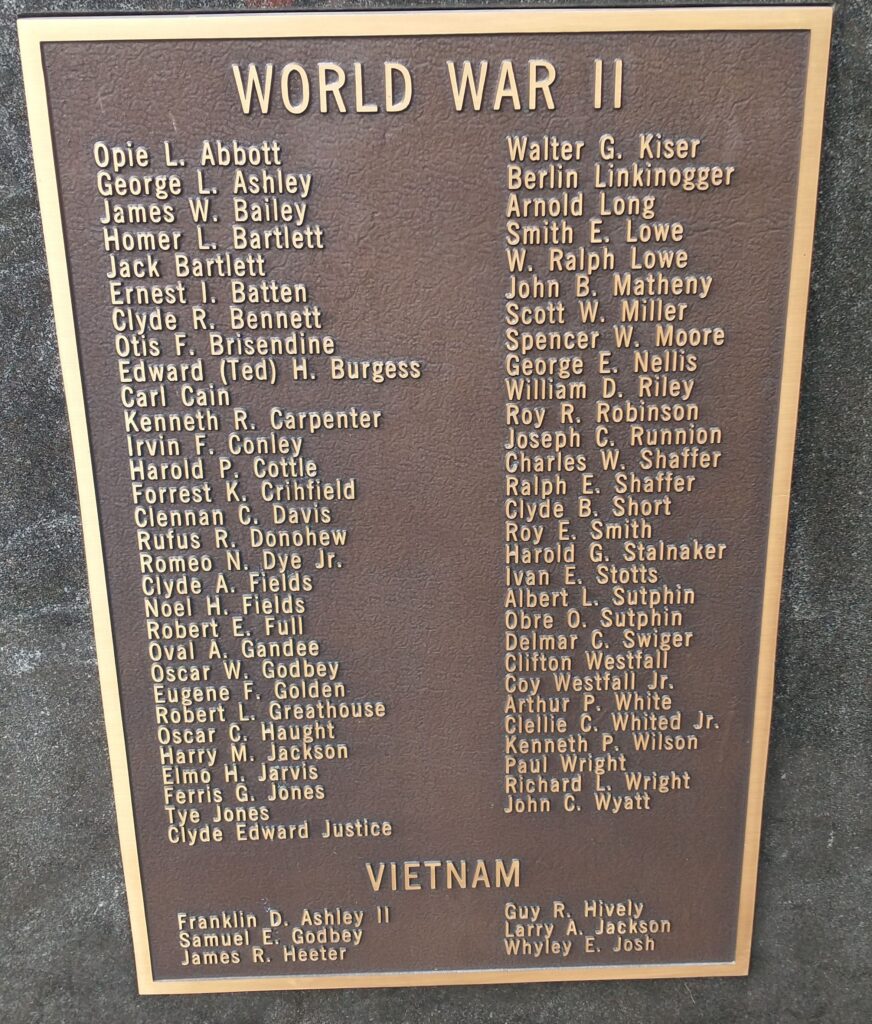 WORLD WAR II
Opie L. Abbott
George L. Ashley
James W. Bailey
Homer L. Bartlett
Jack Bartlett
Ernest I. Batten
Clyde R. Bennett
Otis F. Brisendine
Edward (Ted) H. Burgess
Carl Cain
Kenneth R. Carpenter
Irvin F. Conley
Harold P. Cottle
Forrest K. Crihfield
Clennan C. Davis
Rufus R. Donohew
Romeo N. Dye Jr.
Clyde A. Fields
Noel H. Fields
Robert E. Full
Oval A. Gandee
Oscar W. Godbey
Eugene F. Golden
Robert L. Greathouse
Oscar C. Haught
Harry M. Jackson
Elmo H. Jarvis
Ferris G. Jones
Tye Jones
Clyde Edward Justice
Walter G. Kiser
Berlin Linkinogger
Arnold Long
Smith E. Lowe
W. Ralph Lowe
John B. Matheny
Scott W. Miller
Spencer W. Moore
George E. Nellis
William D. Riley
Roy R. Robinson
Joseph C. Runnion
Charles W. Shaffer
Ralph E. Shaffer
Clyde B. Short
Roy E. Smith
Harold G. Stalnaker
Ivan E. Stotts
Albert L. Sutphin
Obre O. Sutphin
Delmar C. Swiger
Clifton Westfall
Coy Westfall Jr.
Arthur P. White
Clellie C. Whited Jr.
Kenneth P. Wilson
Paul Wright
Richard L. Wright
John C. Wyatt
VIETNAM
Franklin D. Ashley II
Samuel E. Godbey
James R. Heeter
Guy R. Hively
Larry A. Jackson
Whyley E. Josh